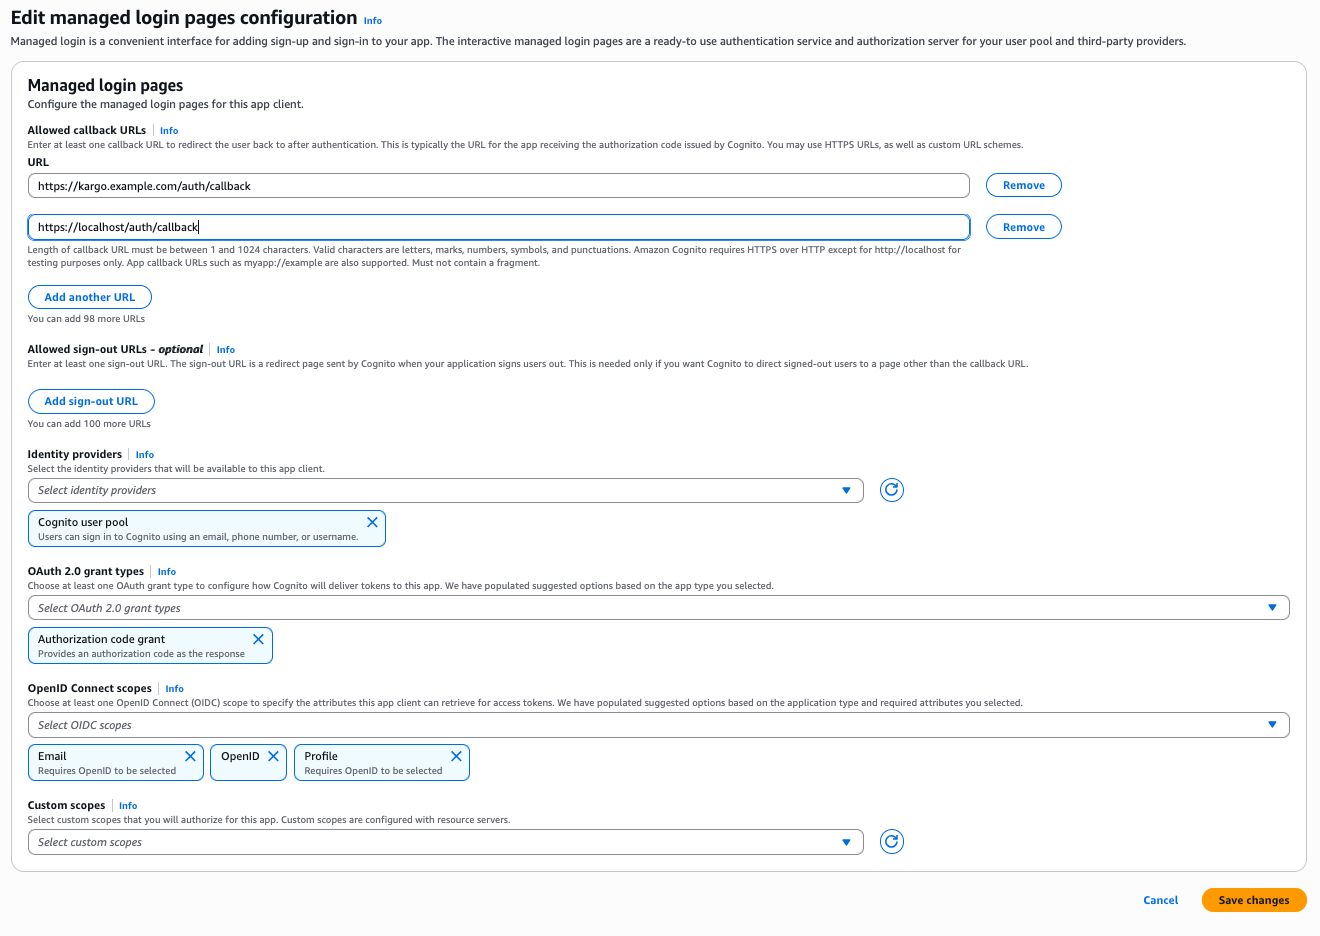 Edit managed login pages configuration Info
Managed login is a convenient interface for adding sign-up and sign-in to your app. The interactive managed login pages are a ready-to use authentication service and authorization server for your user pool and third-party providers.
Managed login pages
Configure the managed login pages for this app client.
Allowed callback URLs Info
Enter at least one callback URL to redirect the user back to after authentication. This is typically the URL for the app receiving the authorization code issued by Cognito. You may use HTTPS URLs, as well as custom URL schemes.
URL
https://kargo.example.com/auth/callback Remove
https://localhost/auth/callback Remove
Length of callback URL must be between 1 and 1024 characters. Valid characters are letters, marks, numbers, symbols, and punctuations. Amazon Cognito requires HTTPS over HTTP except for http://localhost for
testing purposes only. App callback URLs such as myapp://example are also supported. Must not contain a fragment.
Add another URL
You can add 98 more URLs
Allowed sign-out URLs - optional Info
Enter at least one sign-out URL. The sign-out URL is a redirect page sent by Cognito when your application signs users out. This is needed only if you want Cognito to direct signed-out users to a page other than the callback URL.
Add sign-out URL
You can add 100 more URLs
Identity providers Info
Select the identity providers that will be available to this app client.
Select identity providers
Cognito user pool
Users can sign in to Cognito using an email, phone number, or username.
OAuth 2.0 grant types Info
Choose at least one OAuth grant type to configure how Cognito will deliver tokens to this app. We have populated suggested options based on the app type you selected.
Select OAuth 2.0 grant types
Authorization code grant
Provides an authorization code as the response
OpenID Connect scopes Info
Choose at least one OpenID Connect (OIDC) scope to specify the attributes this app client can retrieve for access tokens. We have populated suggested options based on the application type and required attributes you selected.
Select OIDC scopes
Email OpenID Profile
Requires OpenID to be selected Requires OpenID to be selected
Custom scopes Info
Select custom scopes that you will authorize for this app. Custom scopes are configured with resource servers.
Select custom scopes
Cancel Save changes